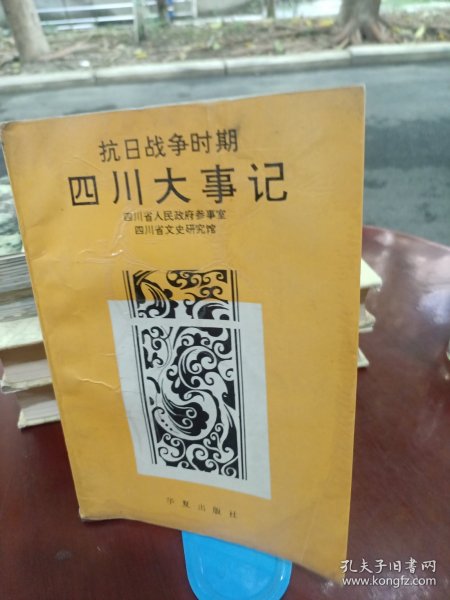 抗日战争时期
四川大事记
四川省人民政府参事室
四川省文史研究馆
华夏出版社
孔夫子旧书网
www.kongfz.com